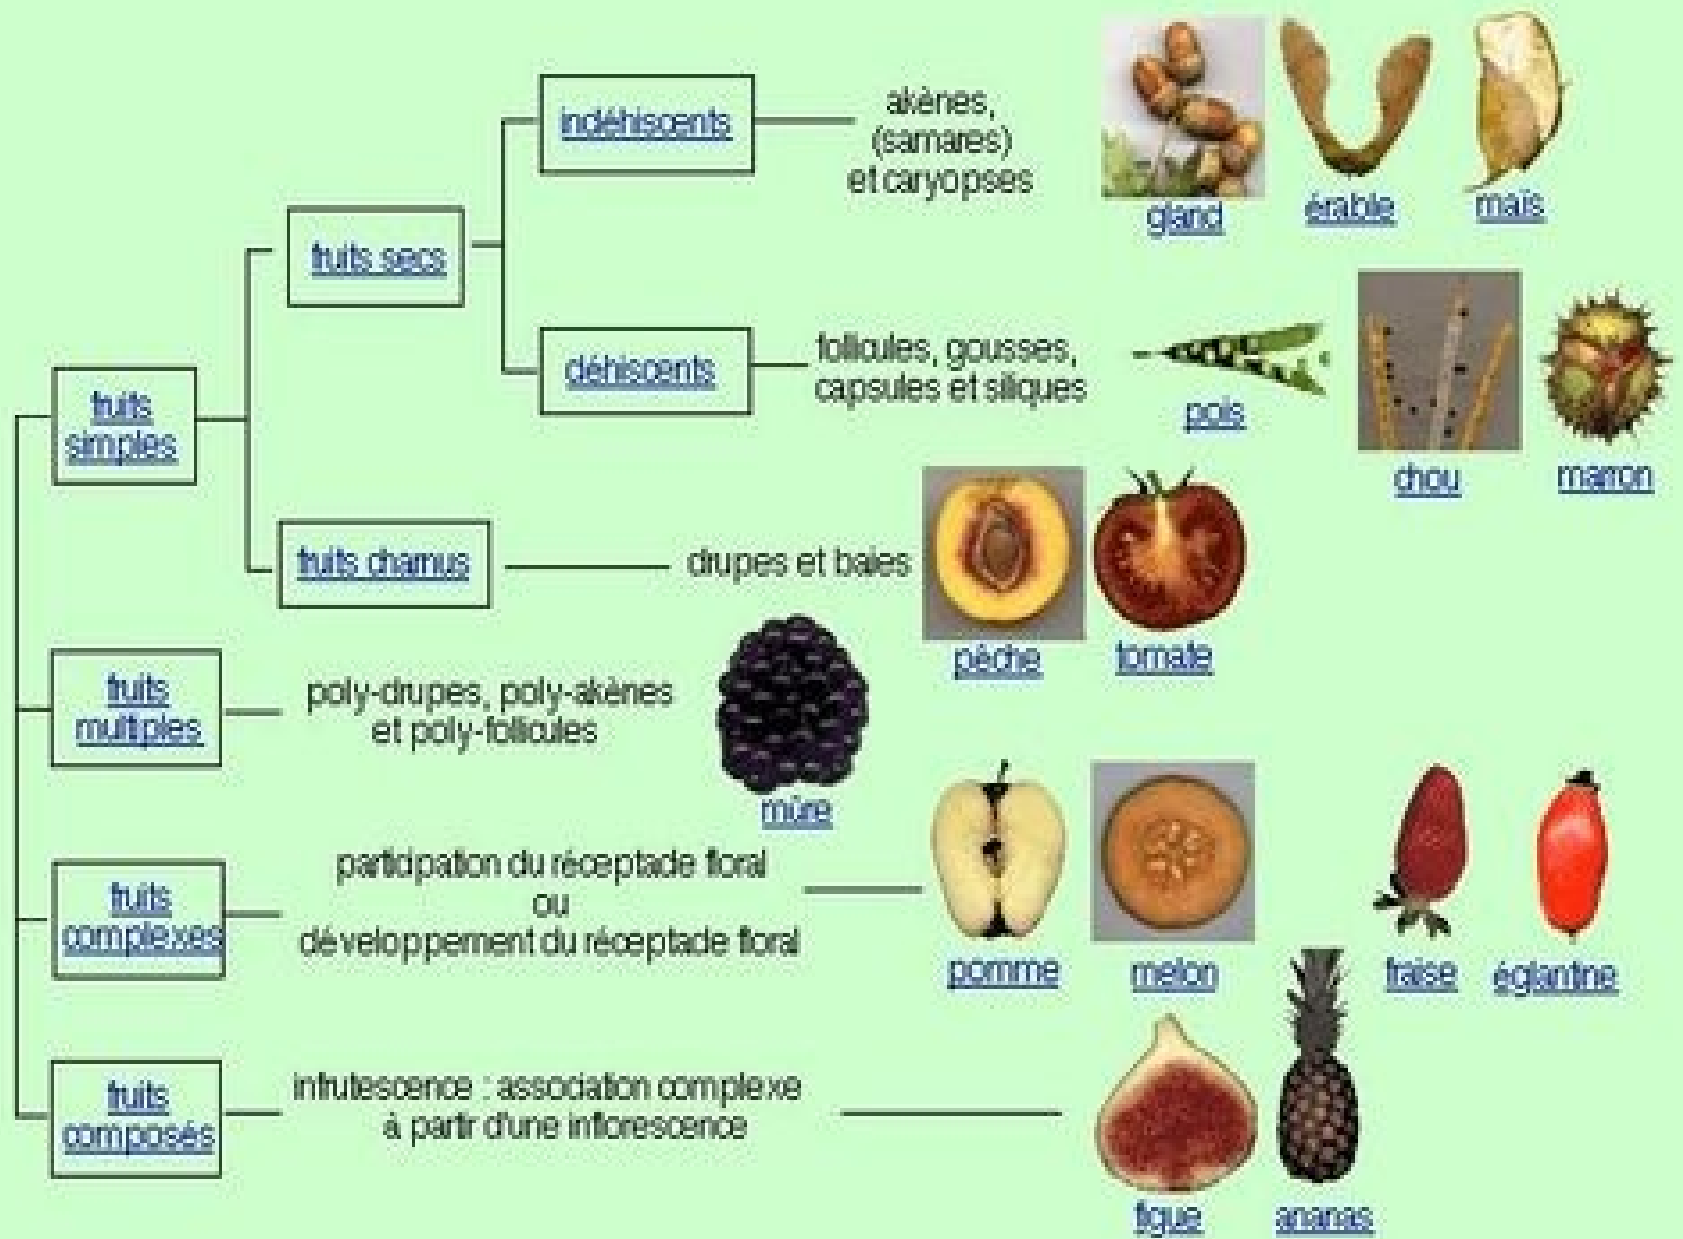 indéhiscents
akènes,
(samares)
et caryopses
gland
érable
maïs
fruits secs
déhiscents
follicules, gousses,
capsules et siliques
pois
chou
marron
fruits
simples
fruits charnus
drupes et baies
pêche
tomate
fruits
multiples
poly-drupes, poly-akènes
et poly-follicules
mûre
fruits
complexes
participation du réceptacle floral
ou
développement du réceptacle floral
pomme
melon
fraise
églantine
fruits
composés
infrutescence : association complexe
à partir d'une inflorescence
figue
ananas